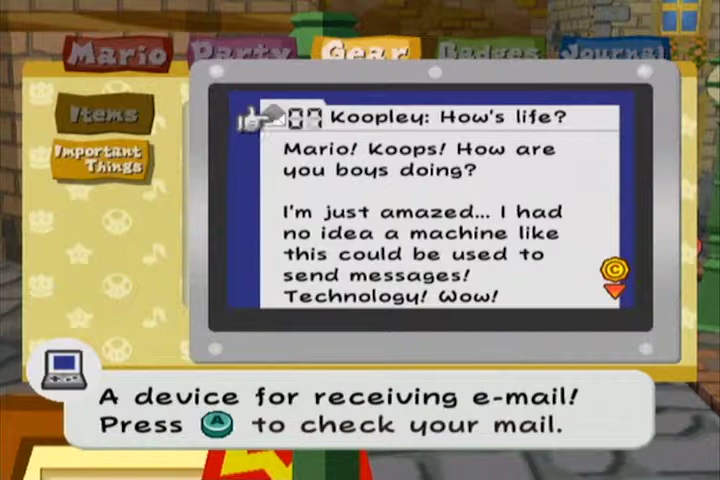 Mario Party Gear Badges Journal
Items
Important
Things
07 Koopley: How's life?
Mario! Koops! How are
you boys doing?
I'm just amazed... I had
no idea a machine like
this could be used to
send messages!
Technology! Wow!
C
A device for receiving e-mail!
Press A to check your mail.